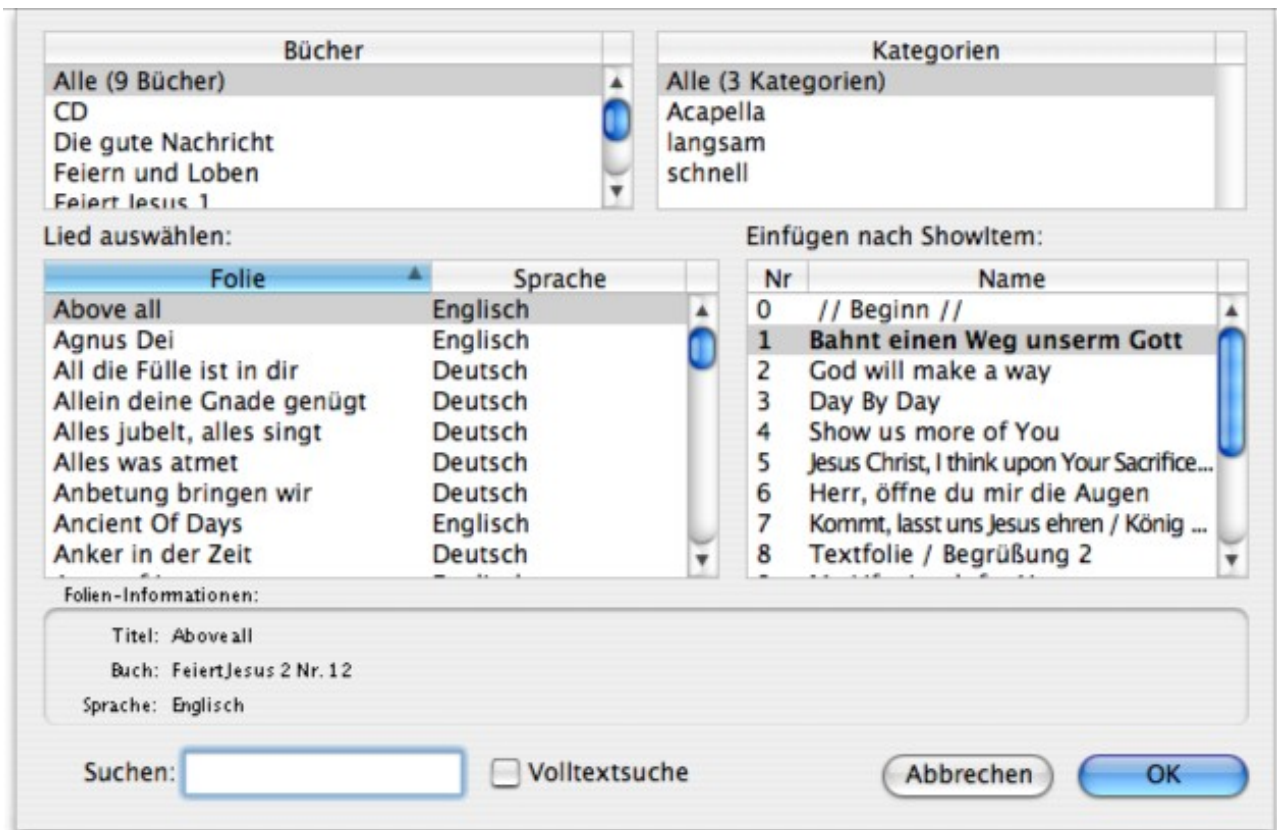 Bücher
Alle (9 Bücher)
CD
Die gute Nachricht
Feiern und Loben
Feiert Jesus 1
Kategorien
Alle (3 Kategorien)
Acapella
langsam
schnell
Lied auswählen:
Folie Sprache
Above all Englisch
Agnus Dei Englisch
All die Fülle ist in dir Deutsch
Allein deine Gnade genügt Deutsch
Alles jubelt, alles singt Deutsch
Alles was atmet Deutsch
Anbetung bringen wir Deutsch
Ancient Of Days Englisch
Anker in der Zeit Deutsch
Einfügen nach ShowItem:
Nr Name
0 // Beginn //
1 Bahnt einen Weg unserm Gott
2 God will make a way
3 Day By Day
4 Show us more of You
5 Jesus Christ, I think upon Your Sacrifice...
6 Herr, öffne du mir die Augen
7 Kommt, lasst uns Jesus ehren / König ...
8 Textfolie / Begrüßung 2
Folien-Informationen:
Titel: Above all
Buch: Feiert Jesus 2 Nr. 12
Sprache: Englisch
Suchen: Volltextsuche Abbrechen OK